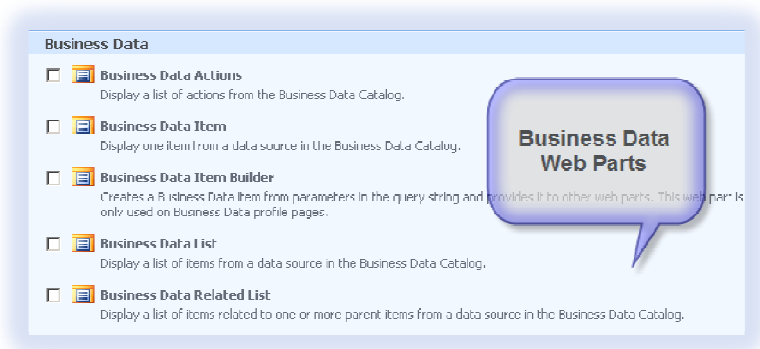 Business Data
Business Data Actions
Display a list of actions from the Business Data Catalog.
Business Data Item
Display one item from a data source in the Business Data Catalog.
Business Data Item Builder
Creates a Business Data Item from parameters in the query string and provides it to other web parts. This web part is
only used on Business Data profile pages.
Business Data List
Display a list of items from a data source in the Business Data Catalog.
Business Data Related List
Display a list of items related to one or more parent items from a data source in the Business Data Catalog.
Business Data
Web Parts